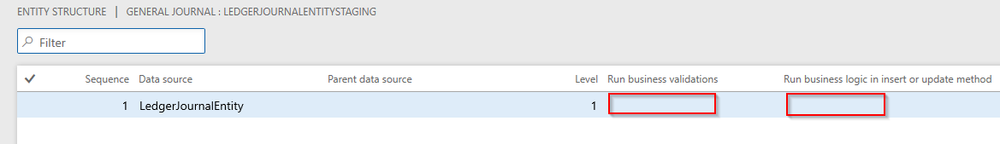 ENTITY STRUCTURE | GENERAL JOURNAL : LEDGERJOURNALENTITYSTAGING
Filter
Sequence Data source Parent data source Level Run business validations Run business logic in insert or update method
1 LedgerJournalEntity 1